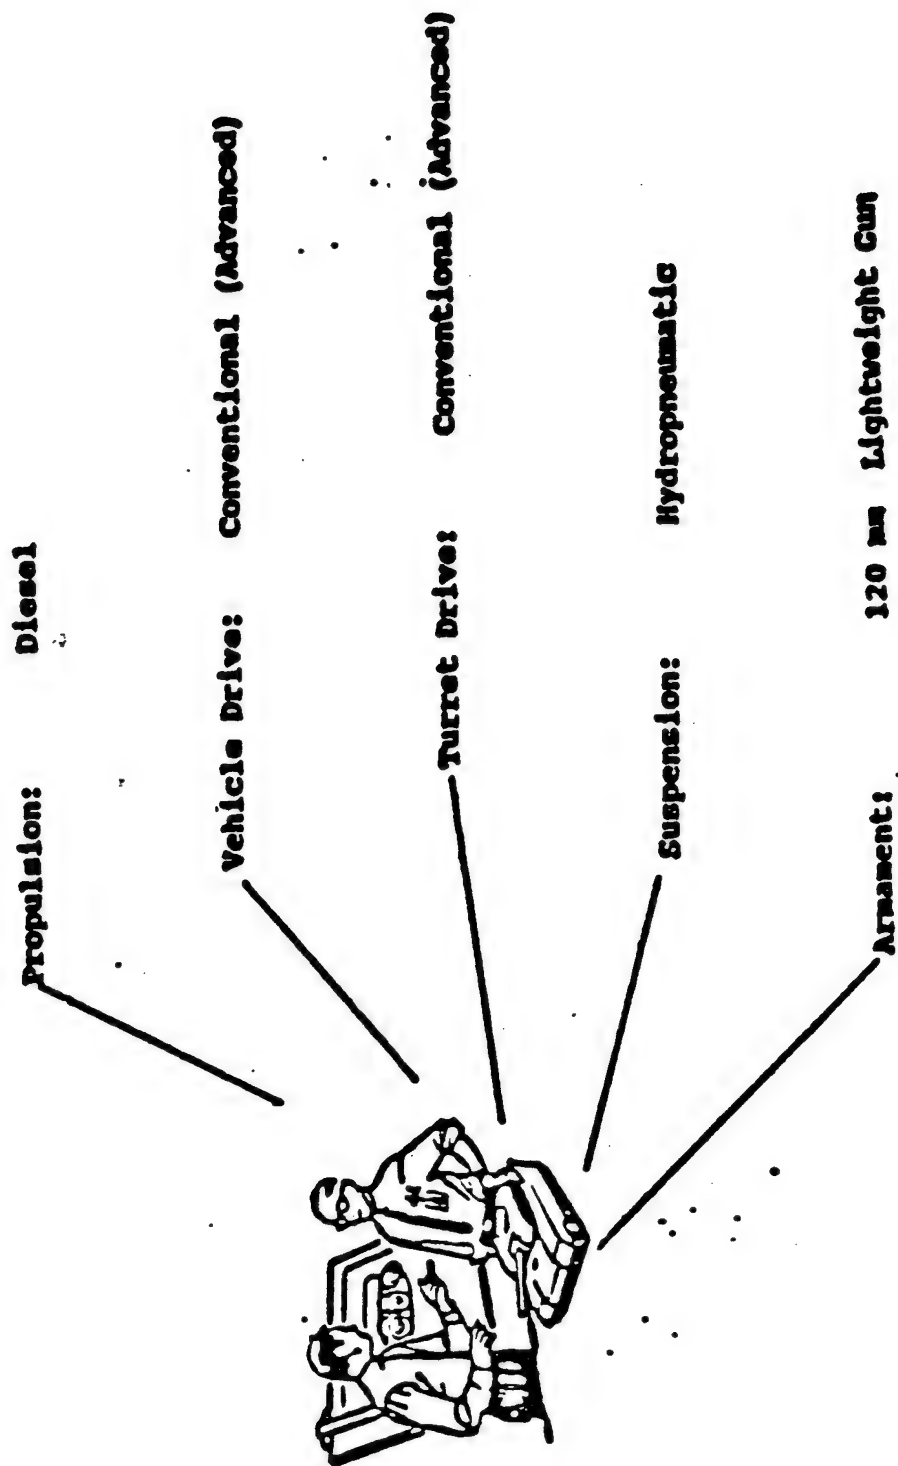 Propulsion: Diesel
Vehicle Drive: Conventional (Advanced)
Turret Drive: Conventional (Advanced)
Suspension: Hydropneumatic
Armament: 120 mm Lightweight Gun